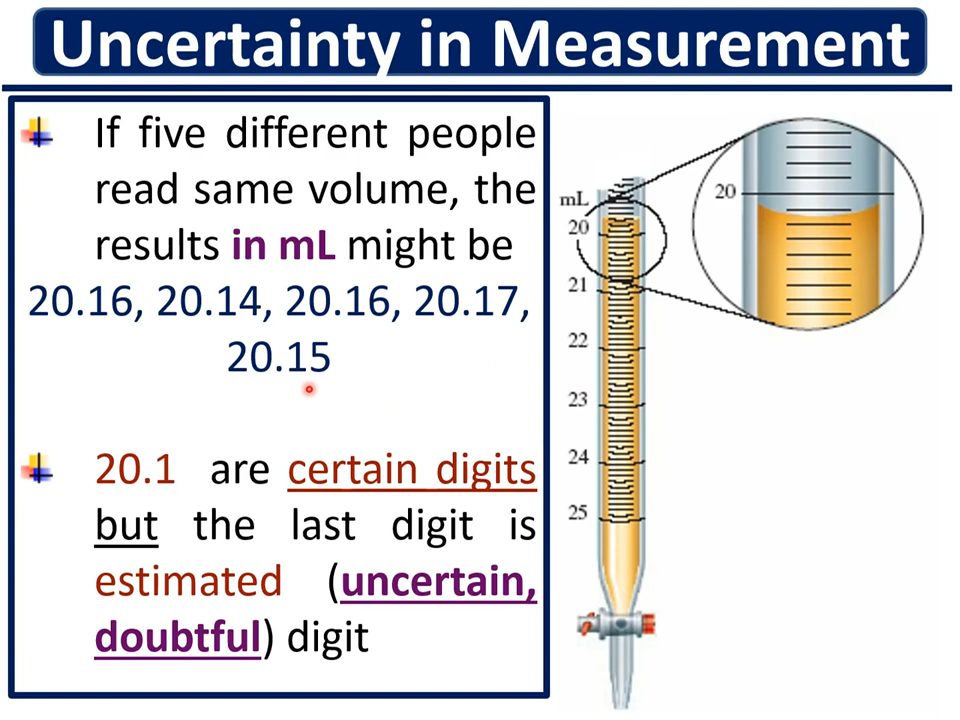 Uncertainty in Measurement
If five different people
read same volume, the
results in mL might be
20.16, 20.14, 20.16, 20.17,
20.15
20.1 are certain digits
but the last digit is
estimated (uncertain,
doubtful) digit
mL
20
21
22
23
24
25
20